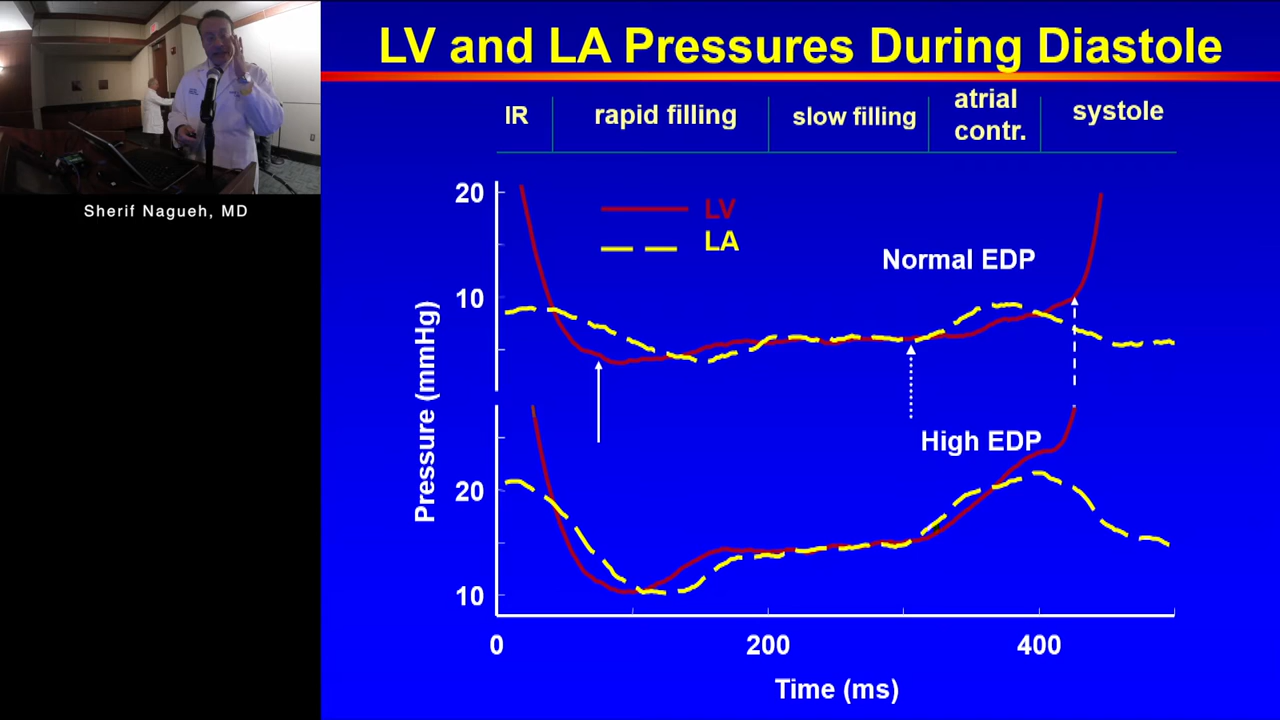 LV and LA Pressures During Diastole
IR
rapid filling
slow filling
atrial
contr.
systole
Sherif Nagueh, MD
20
LV
LA
Normal EDP
10
Pressure (mmHg)
High EDP
20
10
0
200
400
Time (ms)